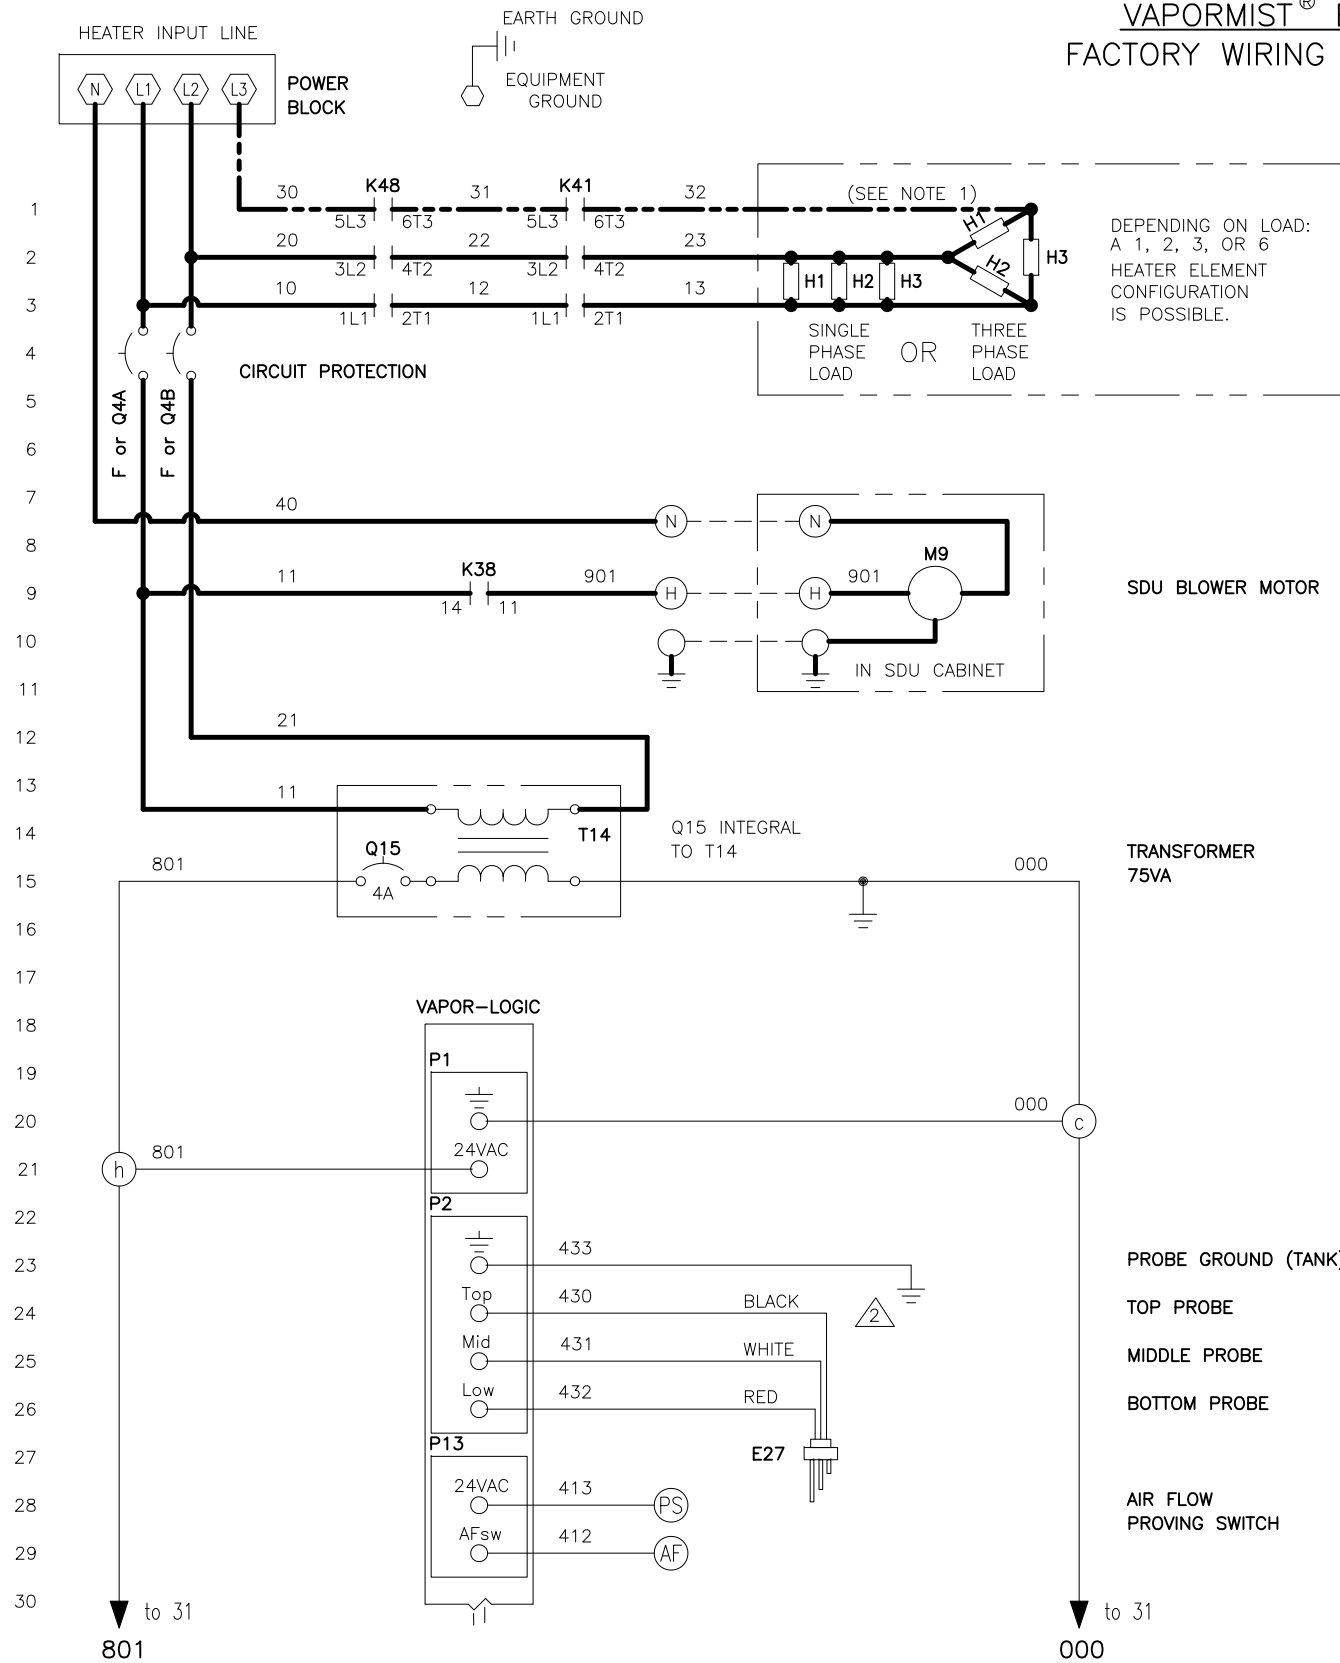 VAPORMIST®
FACTORY WIRING
EARTH GROUND
EQUIPMENT
GROUND
HEATER INPUT LINE
N L1 L2 L3
POWER
BLOCK
1
30 K48 31 K41 32 (SEE NOTE 1)
5L3 6T3 5L3 6T3
2
20 22 23
3L2 4T2 3L2 4T2
3
10 12 13
1L1 2T1 1L1 2T1
H1 H2 H3
H1 H2 H3
SINGLE
PHASE
LOAD
OR
THREE
PHASE
LOAD
DEPENDING ON LOAD:
A 1, 2, 3, OR 6
HEATER ELEMENT
CONFIGURATION
IS POSSIBLE.
4
CIRCUIT PROTECTION
5
F or Q4A
F or Q4B
6
7
40
N N
8
M9
9
11 K38 901 H H 901
14 11
SDU BLOWER MOTOR
10
IN SDU CABINET
11
21
12
13
11
14
T14
Q15 INTEGRAL
TO T14
Q15
4A
15
801 000
TRANSFORMER
75VA
16
17
VAPOR-LOGIC
18
19
P1
20
000 c
24VAC
21
h 801
22
P2
23
433
PROBE GROUND (TANK)
24
Top 430 BLACK 2
TOP PROBE
25
Mid 431 WHITE
MIDDLE PROBE
26
Low 432 RED
BOTTOM PROBE
27
P13
E27
28
24VAC 413 PS
AIR FLOW
PROVING SWITCH
29
AFsw 412 AF
30
to 31 to 31
801 000